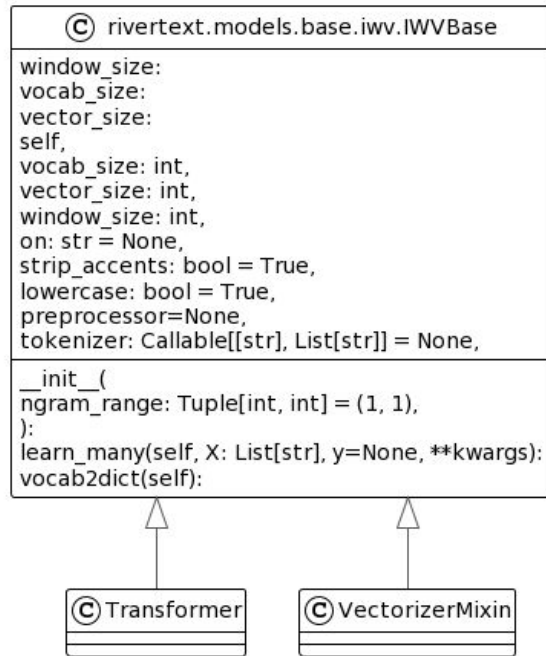 C rivertext.models.base.iwv.IWVBase
window_size:
vocab_size:
vector_size:
self,
vocab_size: int,
vector_size: int,
window_size: int,
on: str = None,
strip_accents: bool = True,
lowercase: bool = True,
preprocessor=None,
tokenizer: Callable[[str], List[str]] = None,
__init__(
ngram_range: Tuple[int, int] = (1, 1),
):
learn_many(self, X: List[str], y=None, **kwargs):
vocab2dict(self):
C Transformer
C VectorizerMixin